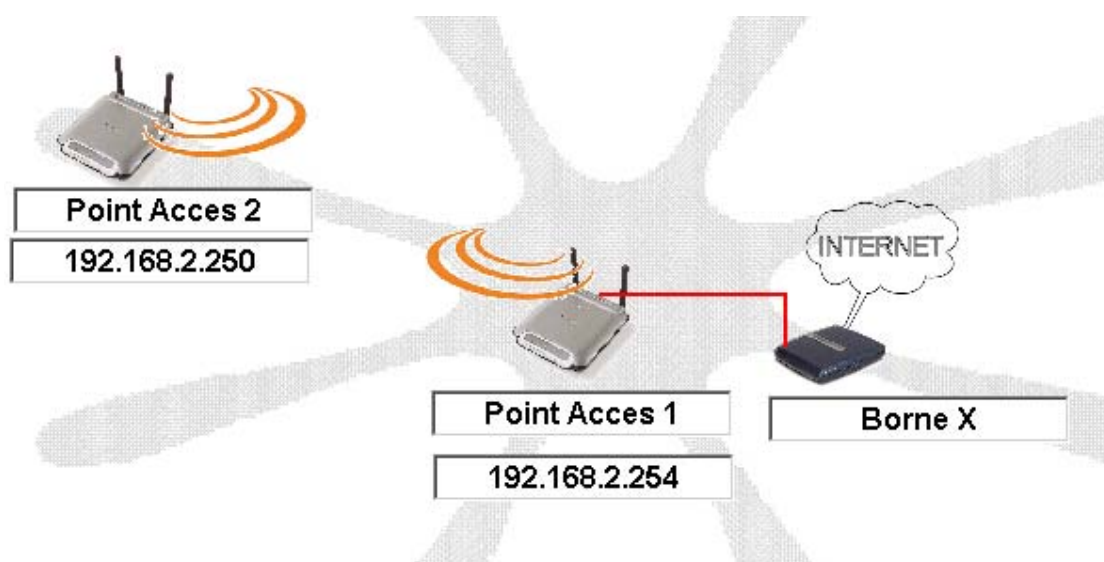 Point Acces 2
192.168.2.250
INTERNET
Point Acces 1
192.168.2.254
Borne X